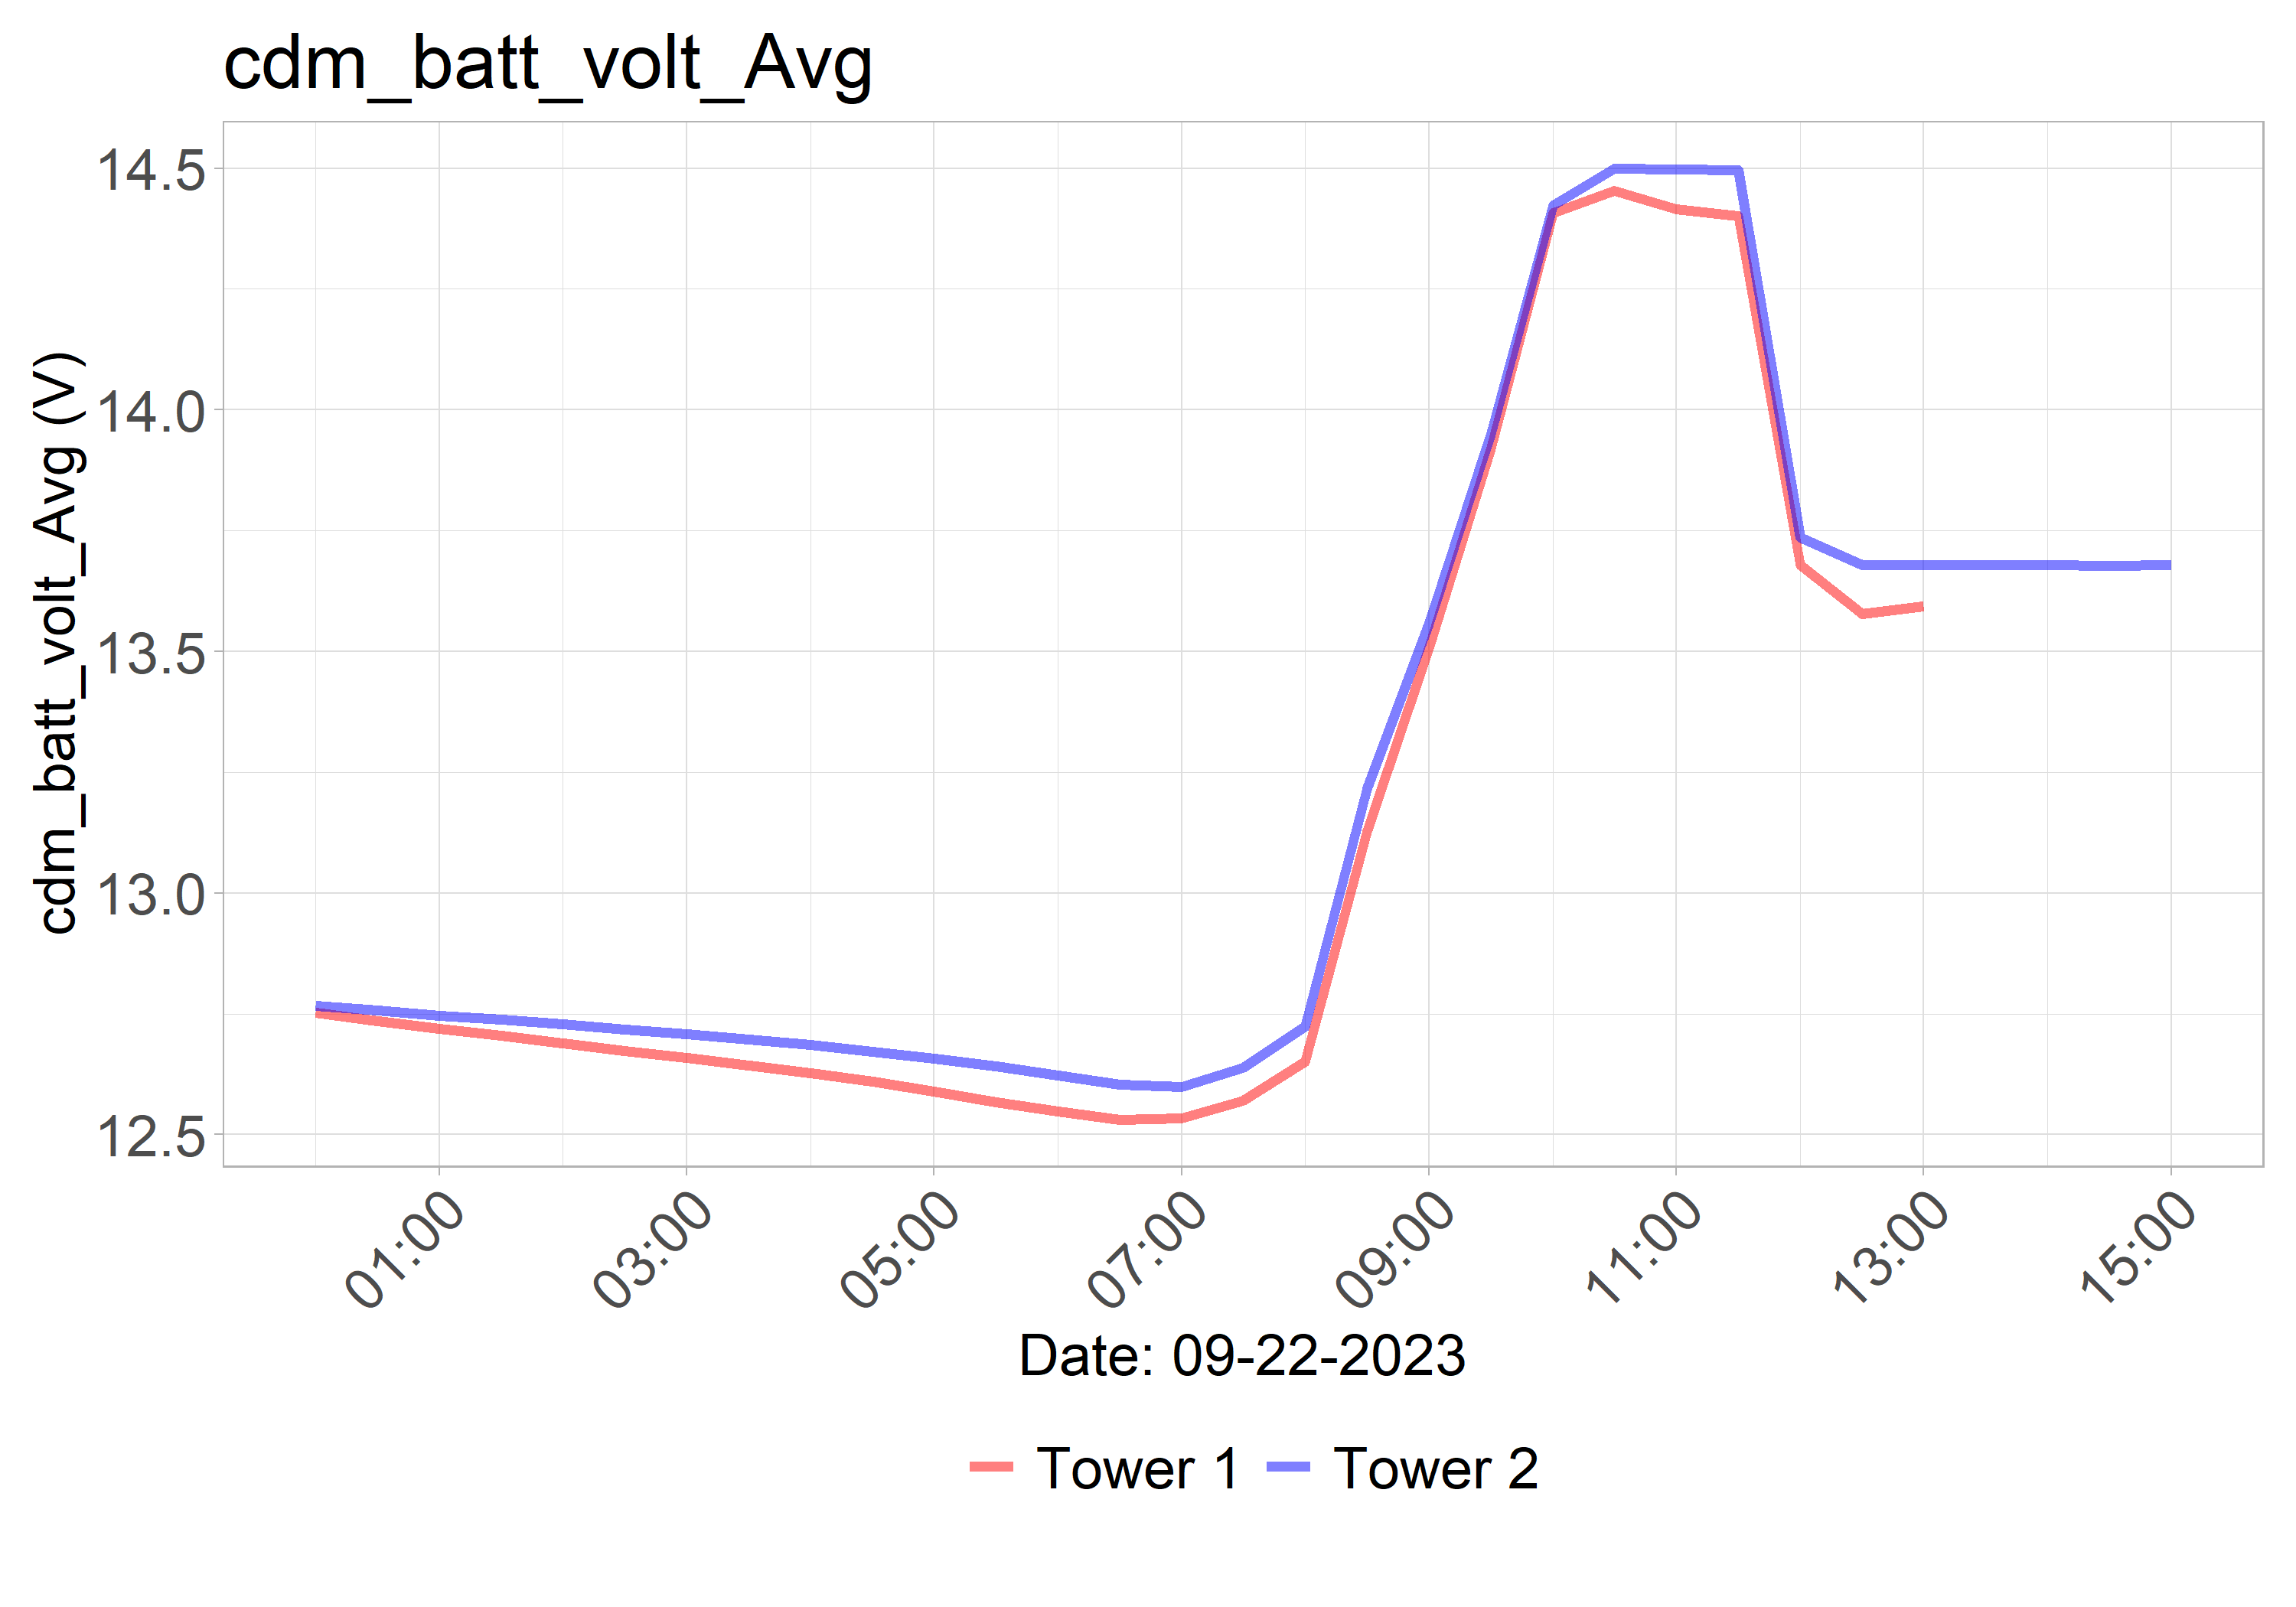 cdm_batt_volt_Avg
cdm_batt_volt_Avg (V)
14.5
14.0
13.5
13.0
12.5
01:00
03:00
05:00
07:00
09:00
11:00
13:00
15:00
Date: 09-22-2023
Tower 1
Tower 2